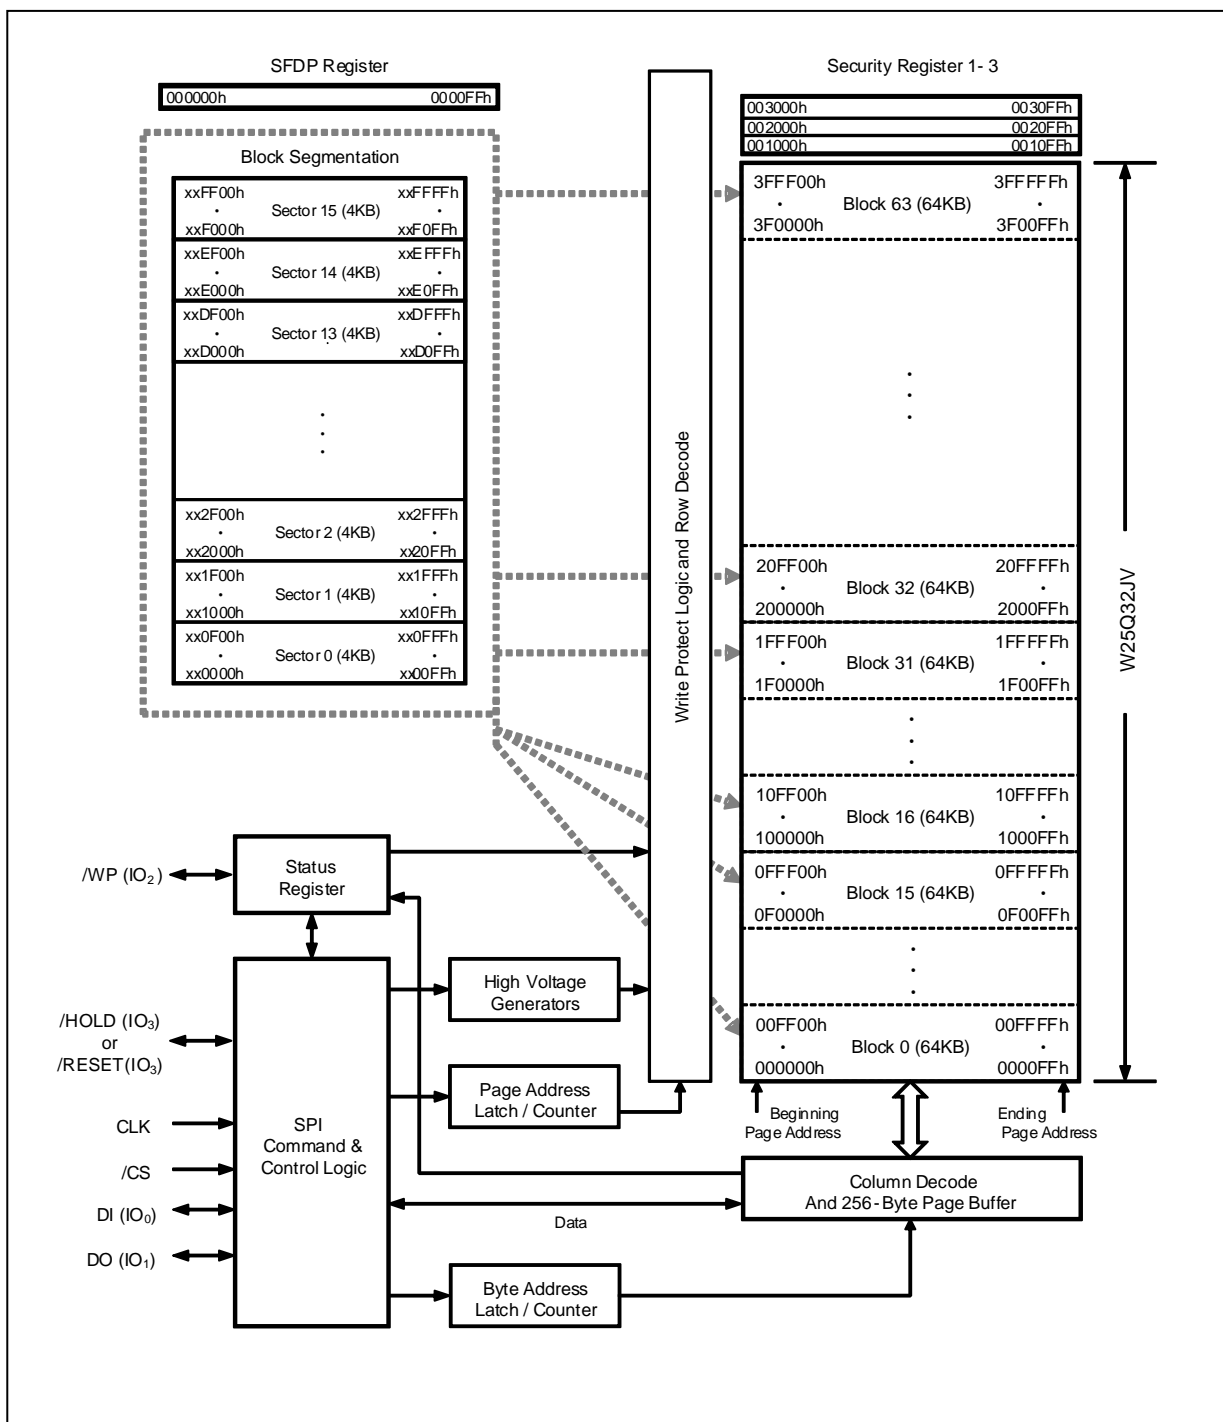 SFDP Register
000000h 0000FFh
Block Segmentation
xxFF00h xxFFFFh
Sector 15 (4KB)
xxF000h xxF0FFh
xxEF00h xxEFFFh
Sector 14 (4KB)
xxE000h xxE0FFh
xxDF00h xxDFFFh
Sector 13 (4KB)
xxD000h xxD0FFh
xx2F00h xx2FFFh
Sector 2 (4KB)
xx2000h xx20FFh
xx1F00h xx1FFFh
Sector 1 (4KB)
xx1000h xx10FFh
xx0F00h xx0FFFh
Sector 0 (4KB)
xx0000h xx00FFh
Write Protect Logic and Row Decode
Security Register 1- 3
003000h 0030FFh
002000h 0020FFh
001000h 0010FFh
3FFF00h 3FFFFFh
Block 63 (64KB)
3F0000h 3F00FFh
20FF00h 20FFFFh
Block 32 (64KB)
200000h 2000FFh
1FFF00h 1FFFFFh
Block 31 (64KB)
1F0000h 1F00FFh
10FF00h 10FFFFh
Block 16 (64KB)
100000h 1000FFh
0FFF00h 0FFFFFh
Block 15 (64KB)
0F0000h 0F00FFh
00FF00h 00FFFFh
Block 0 (64KB)
000000h 0000FFh
W25Q32JV
Beginning
Page Address
Ending
Page Address
/WP (IO₂)
Status
Register
/HOLD (IO₃)
or
/RESET(IO₃)
CLK
/CS
DI (IO₀)
DO (IO₁)
SPI
Command &
Control Logic
High Voltage
Generators
Page Address
Latch / Counter
Data
Column Decode
And 256-Byte Page Buffer
Byte Address
Latch / Counter